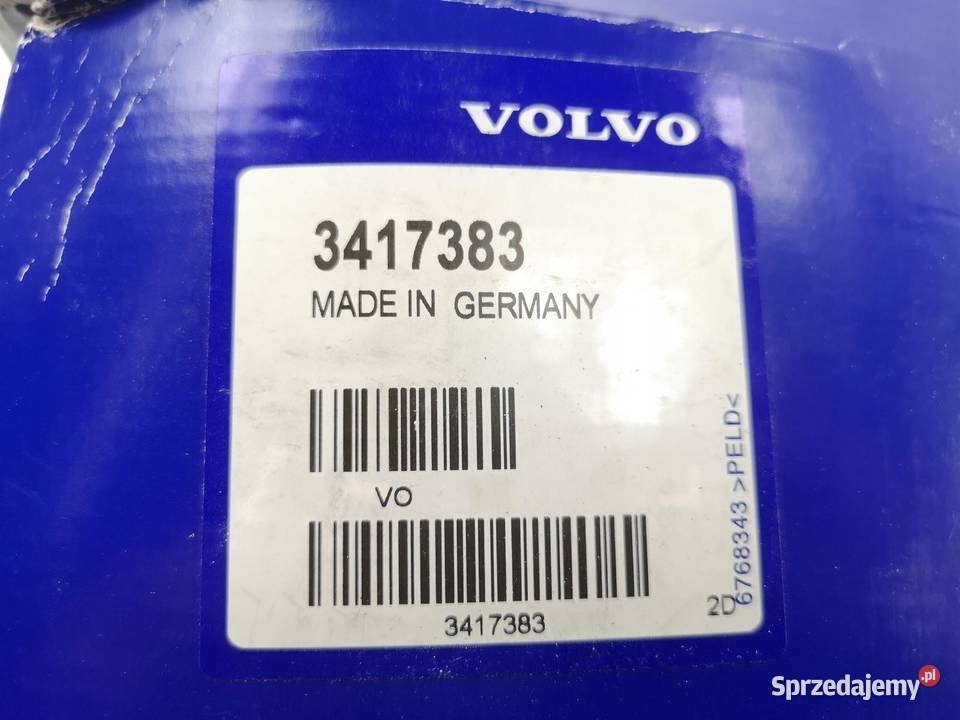 VOLVO
3417383
MADE IN GERMANY
VO
3417383
2D
6768343 >PELD<
Sprzedajemy.pl